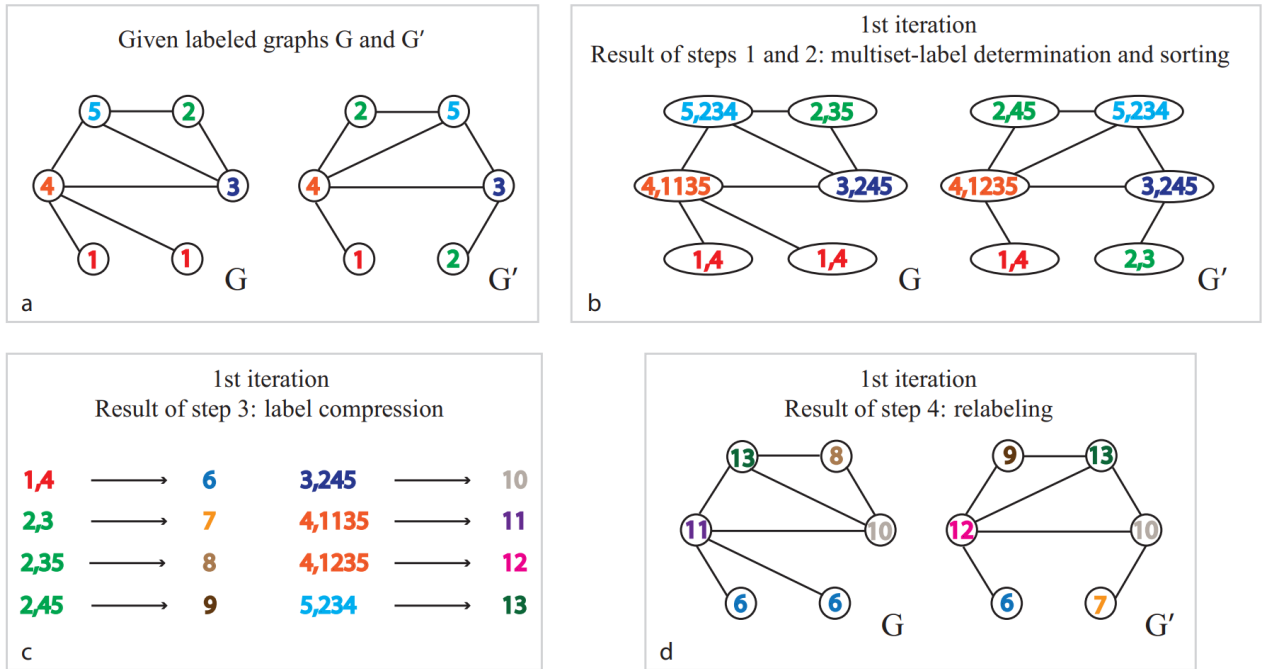 Given labeled graphs G and G′
5 2 2 5
4 3 4 3
1 1 1 2
G G′
a
1st iteration
Result of steps 1 and 2: multiset-label determination and sorting
5,234 2,35 2,45 5,234
4,1135 3,245 4,1235 3,245
1,4 1,4 1,4 2,3
G G′
b
1st iteration
Result of step 3: label compression
1,4 6 3,245 10
2,3 7 4,1135 11
2,35 8 4,1235 12
2,45 9 5,234 13
c
1st iteration
Result of step 4: relabeling
13 8 9 13
11 10 12 10
6 6 6 7
G G′
d